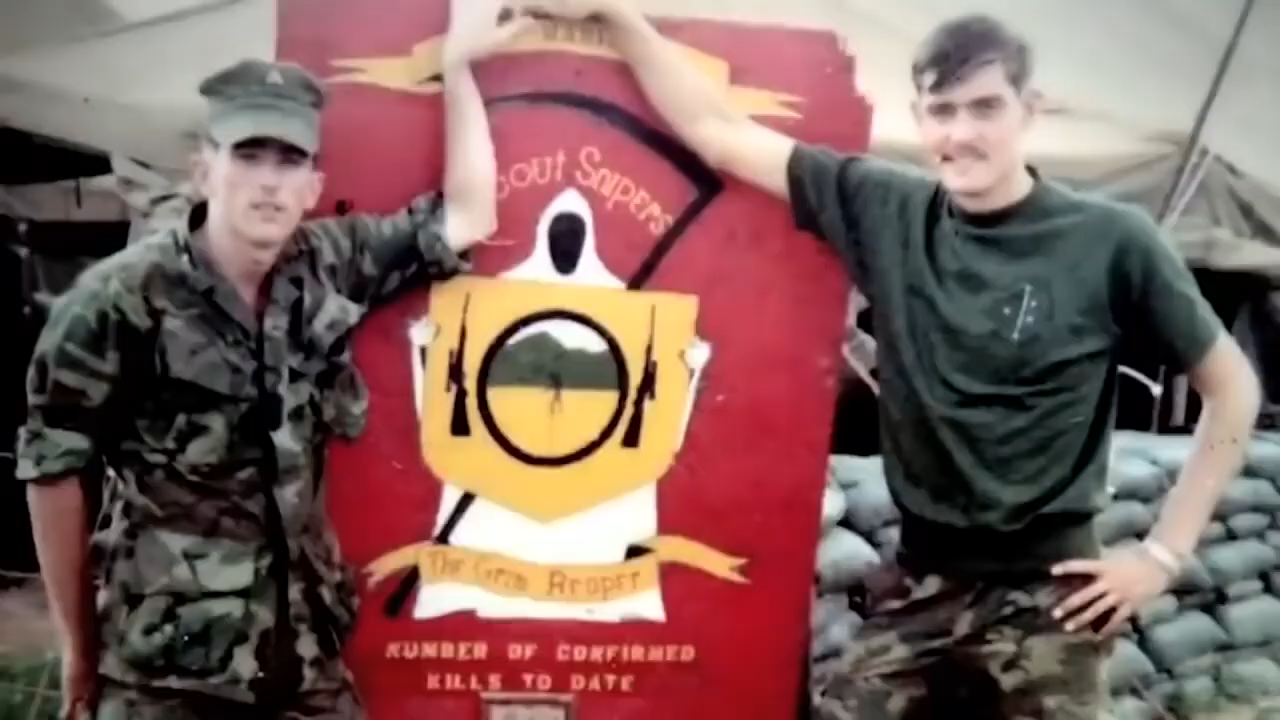 Scout Snipers
The Grim Reaper
NUMBER OF CONFIRMED
KILLS TO DATE